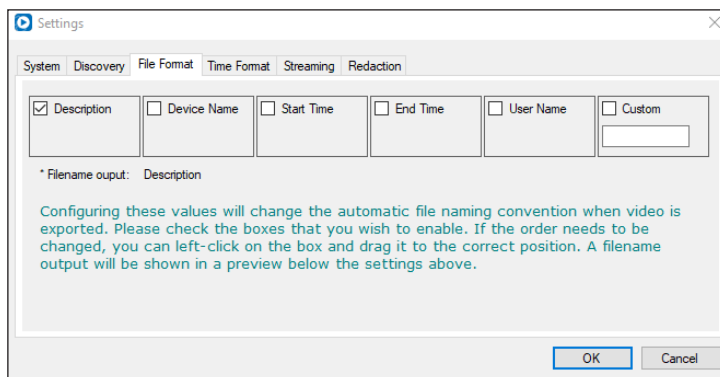 Settings
System Discovery File Format Time Format Streaming Redaction
Description Device Name Start Time End Time User Name Custom
* Filename ouput: Description
Configuring these values will change the automatic file naming convention when video is
exported. Please check the boxes that you wish to enable. If the order needs to be
changed, you can left-click on the box and drag it to the correct position. A filename
output will be shown in a preview below the settings above.
OK Cancel